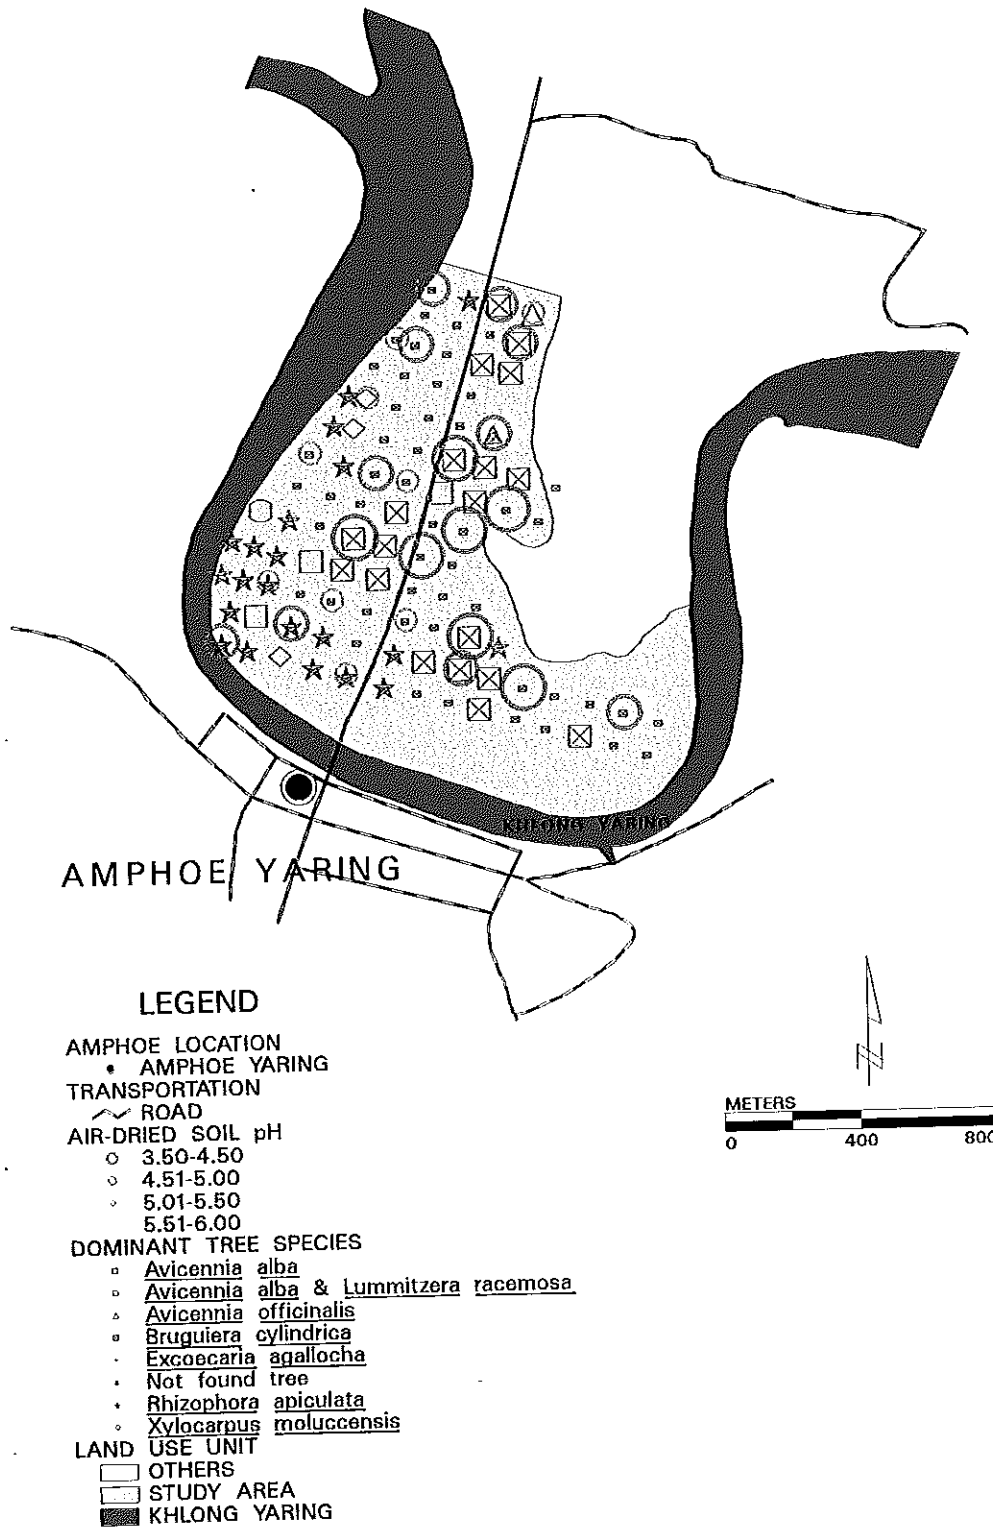 KHLONG YARING
AMPHOE YARING
LEGEND
AMPHOE LOCATION
AMPHOE YARING
TRANSPORTATION
ROAD
AIR-DRIED SOIL pH
3.50-4.50
4.51-5.00
5.01-5.50
5.51-6.00
DOMINANT TREE SPECIES
Avicennia alba
Avicennia alba & Lummitzera racemosa
Avicennia officinalis
Bruguiera cylindrica
Excoecaria agallocha
Not found tree
Rhizophora apiculata
Xylocarpus moluccensis
LAND USE UNIT
OTHERS
STUDY AREA
KHLONG YARING
N
METERS
0 400 800